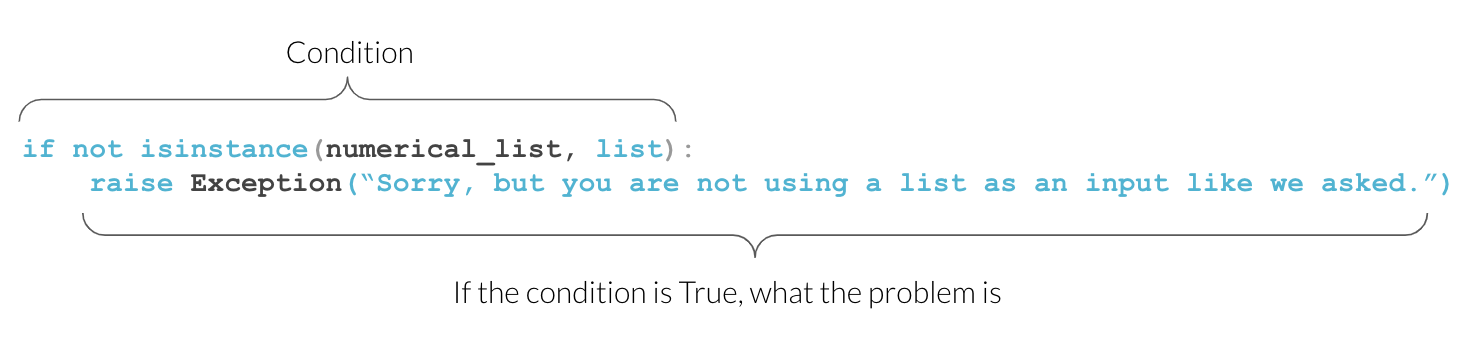 Condition
if not isinstance(numerical_list, list):
raise Exception(“Sorry, but you are not using a list as an input like we asked.”)
If the condition is True, what the problem is